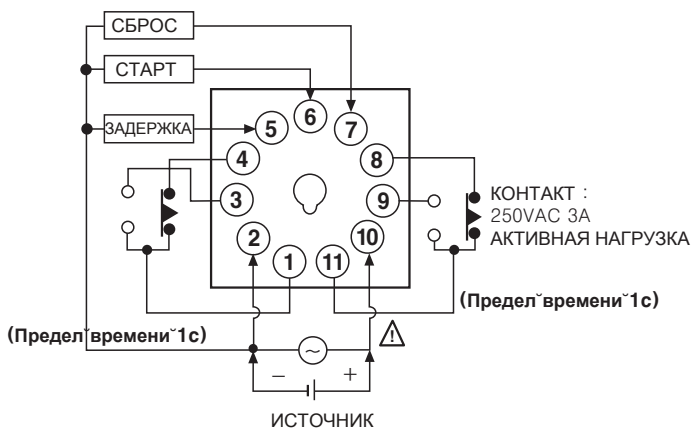 СБРОС
СТАРТ
ЗАДЕРЖКА
6
5
7
4
8
3
9
2
10
1
11
КОНТАКТ :
250VAC 3A
АКТИВНАЯ НАГРУЗКА
(Предел˘времени˘1с)
(Предел˘времени˘1с)
~
!
− +
ИСТОЧНИК